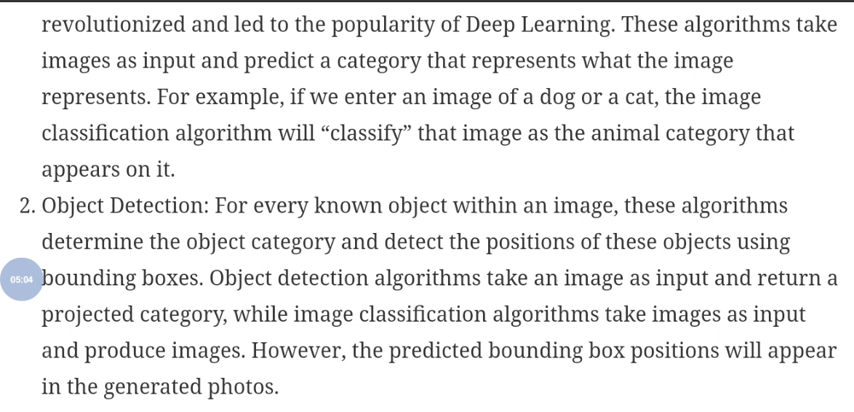 revolutionized and led to the popularity of Deep Learning. These algorithms take
images as input and predict a category that represents what the image
represents. For example, if we enter an image of a dog or a cat, the image
classification algorithm will “classify” that image as the animal category that
appears on it.
2. Object Detection: For every known object within an image, these algorithms
determine the object category and detect the positions of these objects using
05:04
bounding boxes. Object detection algorithms take an image as input and return a
projected category, while image classification algorithms take images as input
and produce images. However, the predicted bounding box positions will appear
in the generated photos.